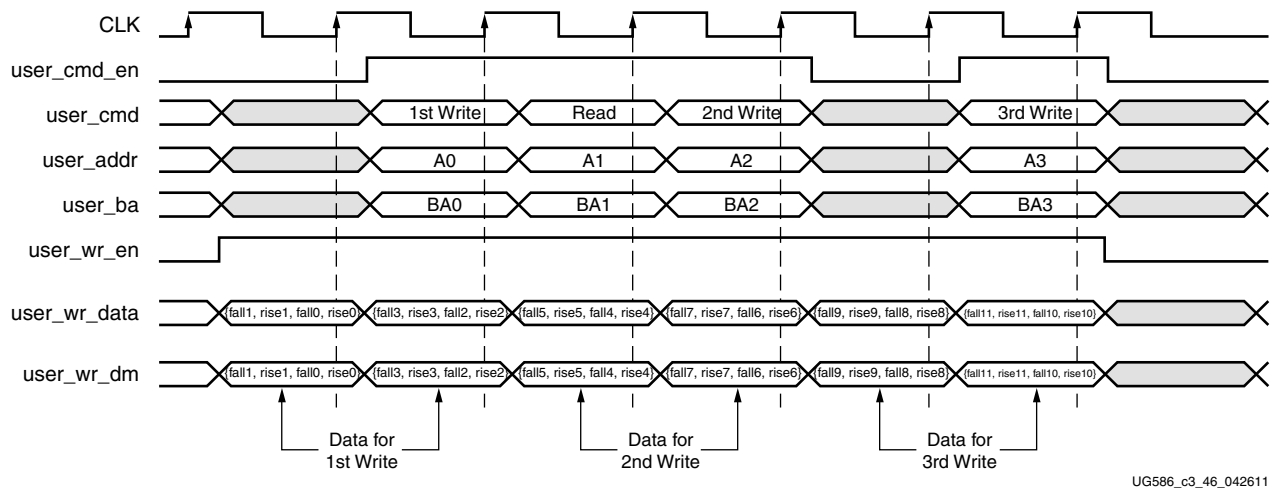 CLK
user_cmd_en
user_cmd 1st Write Read 2nd Write 3rd Write
user_addr A0 A1 A2 A3
user_ba BA0 BA1 BA2 BA3
user_wr_en
user_wr_data {fall1, rise1, fall0, rise0} {fall3, rise3, fall2, rise2} {fall5, rise5, fall4, rise4} {fall7, rise7, fall6, rise6} {fall9, rise9, fall8, rise8} {fall11, rise11, fall10, rise10}
user_wr_dm {fall1, rise1, fall0, rise0} {fall3, rise3, fall2, rise2} {fall5, rise5, fall4, rise4} {fall7, rise7, fall6, rise6} {fall9, rise9, fall8, rise8} {fall11, rise11, fall10, rise10}
Data for
1st Write
Data for
2nd Write
Data for
3rd Write
UG586_c3_46_042611